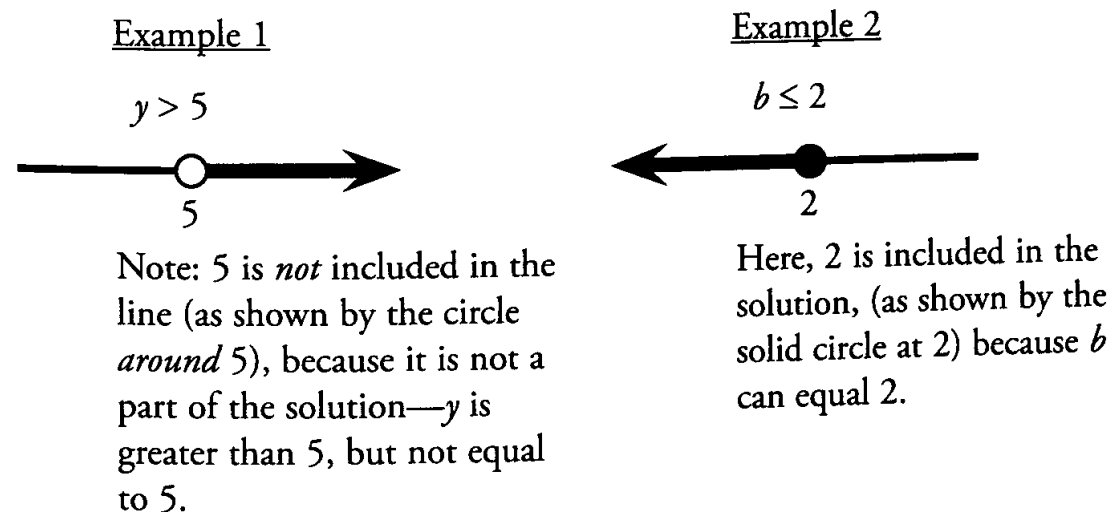 Example 1
y > 5
5
Note: 5 is not included in the
line (as shown by the circle
around 5), because it is not a
part of the solution—y is
greater than 5, but not equal
to 5.
Example 2
b ≤ 2
2
Here, 2 is included in the
solution, (as shown by the
solid circle at 2) because b
can equal 2.